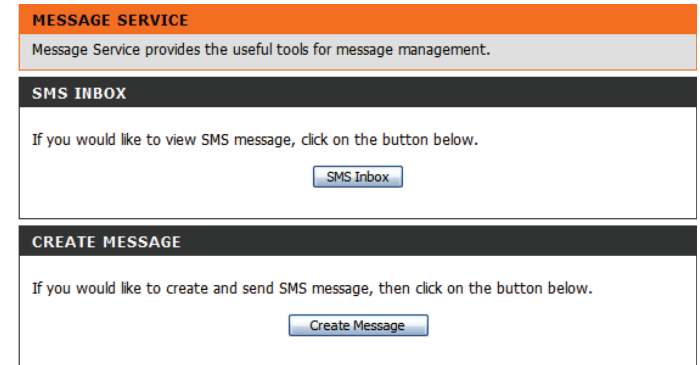 MESSAGE SERVICE
Message Service provides the useful tools for message management.
SMS INBOX
If you would like to view SMS message, click on the button below.
SMS Inbox
CREATE MESSAGE
If you would like to create and send SMS message, then click on the button below.
Create Message